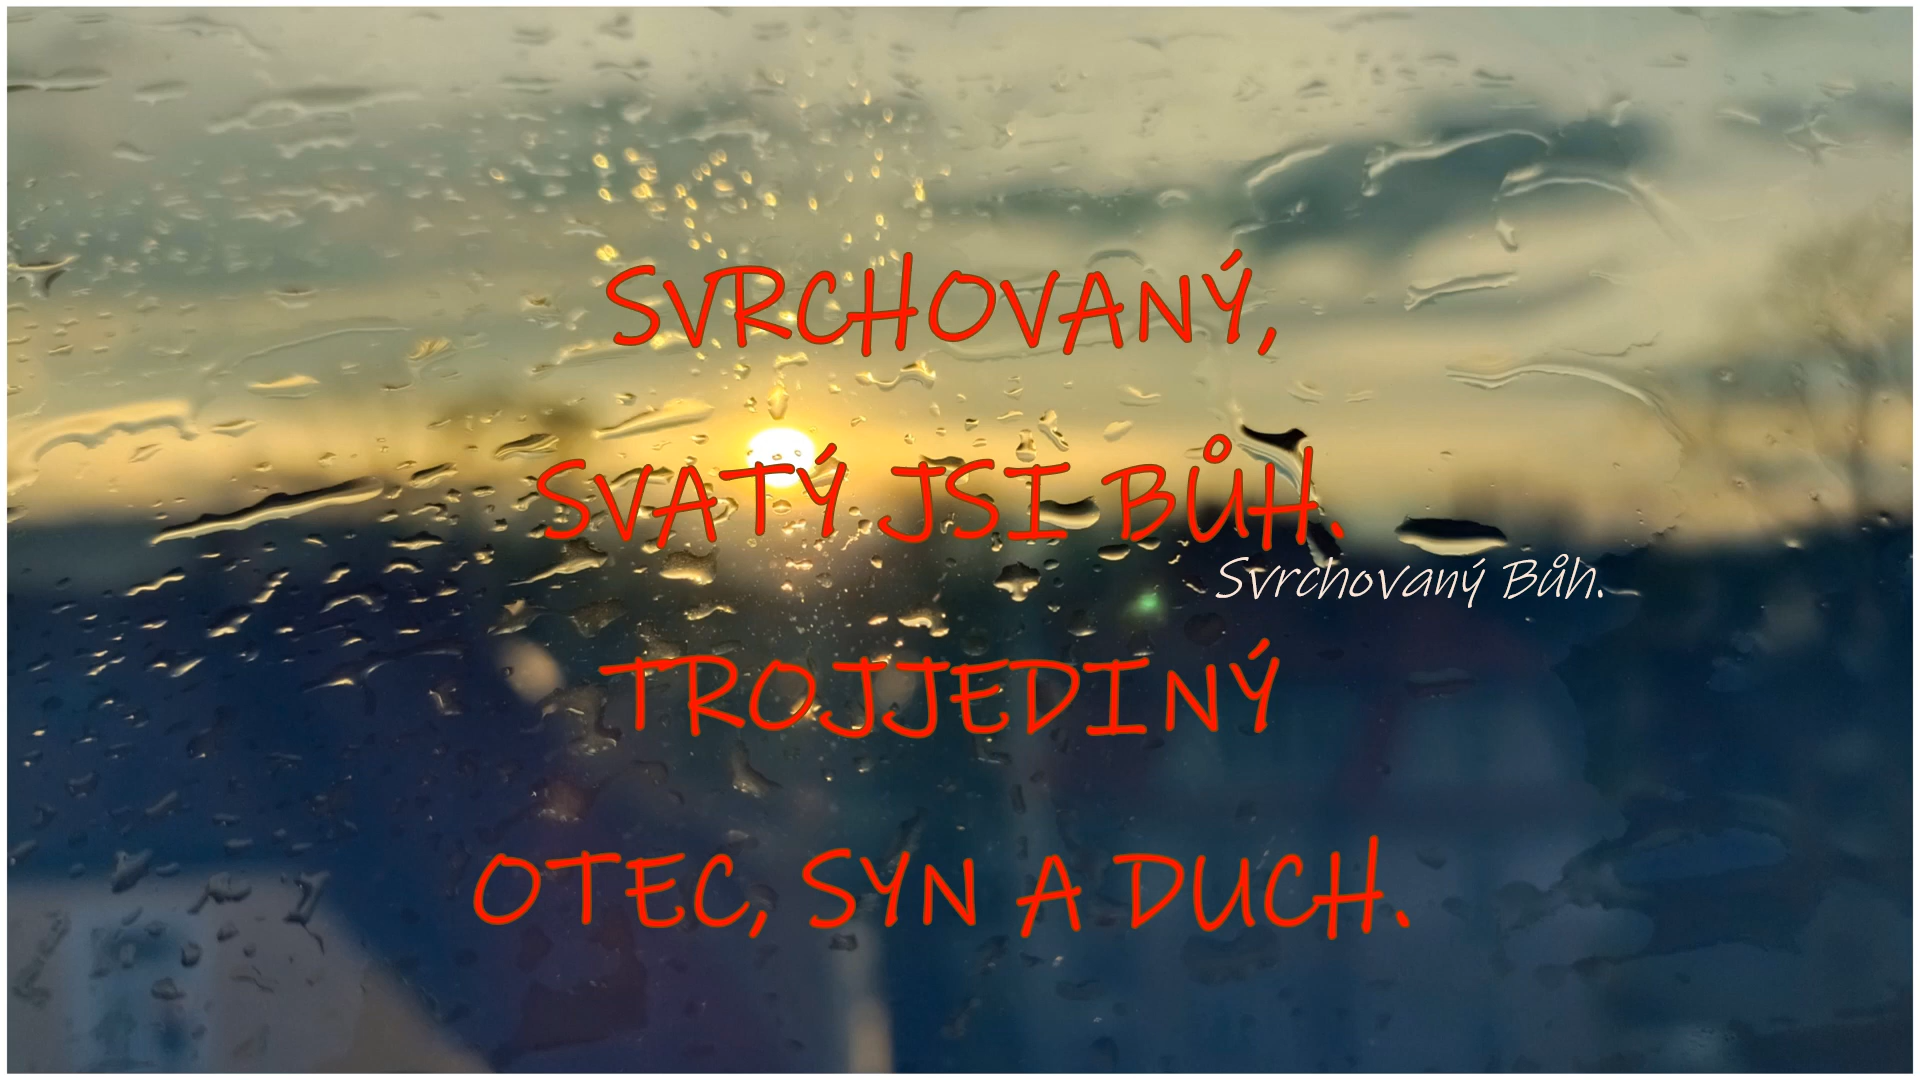 SVRCHOVANÝ,
SVATÝ JSI BŮH.
Svrchovaný Bůh.
TROJJEDINÝ
OTEC, SYN A DUCH.